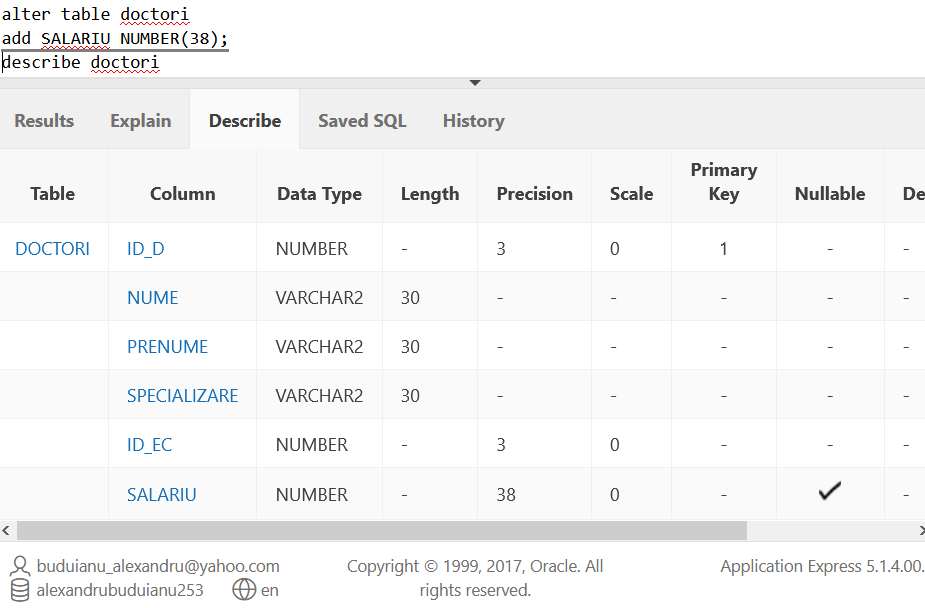 alter table doctori
add SALARIU NUMBER(38);
describe doctori
Results Explain Describe Saved SQL History
Table Column Data Type Length Precision Scale Primary Key Nullable De
DOCTORI ID_D NUMBER - 3 0 1 - -
NUME VARCHAR2 30 - - - - -
PRENUME VARCHAR2 30 - - - - -
SPECIALIZARE VARCHAR2 30 - - - - -
ID_EC NUMBER - 3 0 - - -
SALARIU NUMBER - 38 0 - ✓ -
buduianu_alexandru@yahoo.com
alexandrubuduianu253 en
Copyright © 1999, 2017, Oracle. All
rights reserved.
Application Express 5.1.4.00.